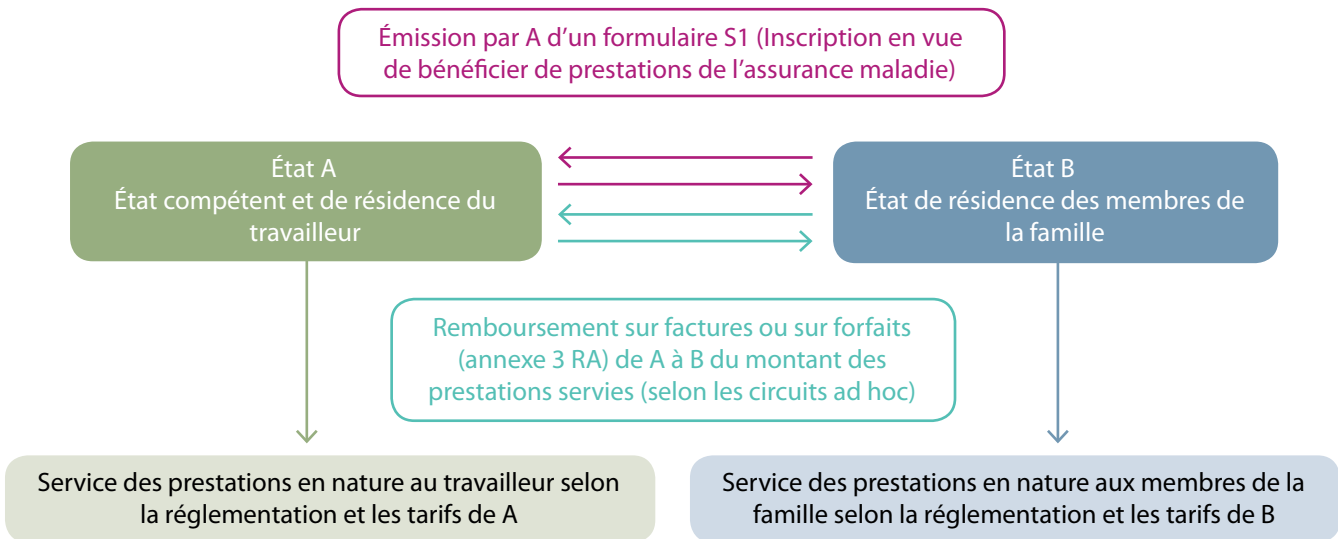 Émission par A d’un formulaire S1 (Inscription en vue
de bénéficier de prestations de l’assurance maladie)
État A
État compétent et de résidence du
travailleur
État B
État de résidence des membres de
la famille
Remboursement sur factures ou sur forfaits
(annexe 3 RA) de A à B du montant des
prestations servies (selon les circuits ad hoc)
Service des prestations en nature au travailleur selon
la réglementation et les tarifs de A
Service des prestations en nature aux membres de la
famille selon la réglementation et les tarifs de B